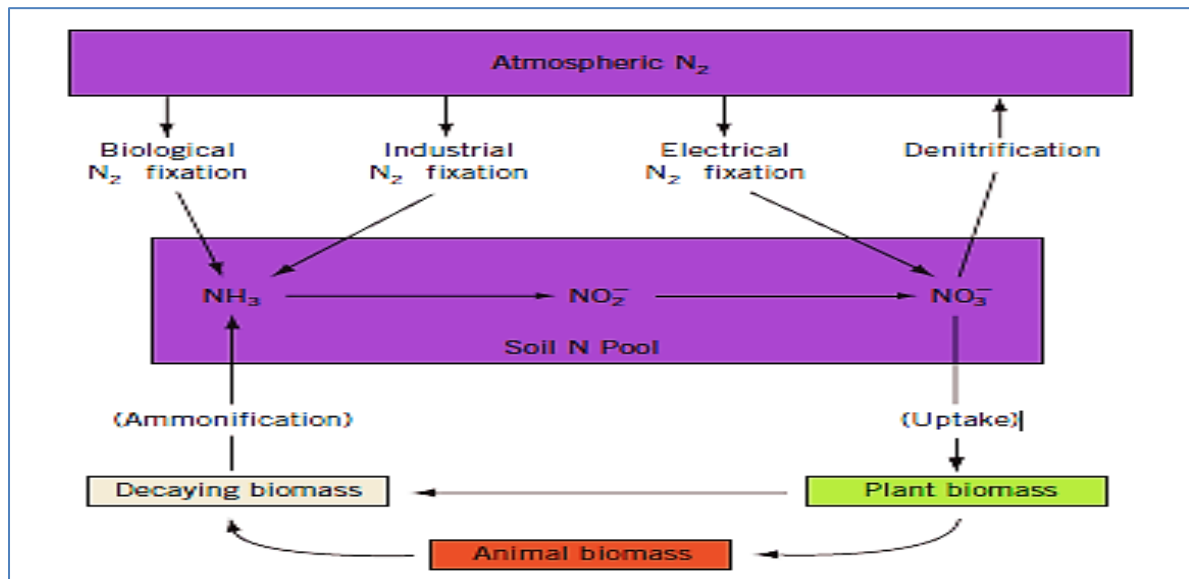 Atmospheric N₂
Biological
N₂ fixation
Industrial
N₂ fixation
Electrical
N₂ fixation
Denitrification
NH₃
NO₂⁻
NO₃⁻
Soil N Pool
(Ammonification)
(Uptake)
Decaying biomass
Plant biomass
Animal biomass